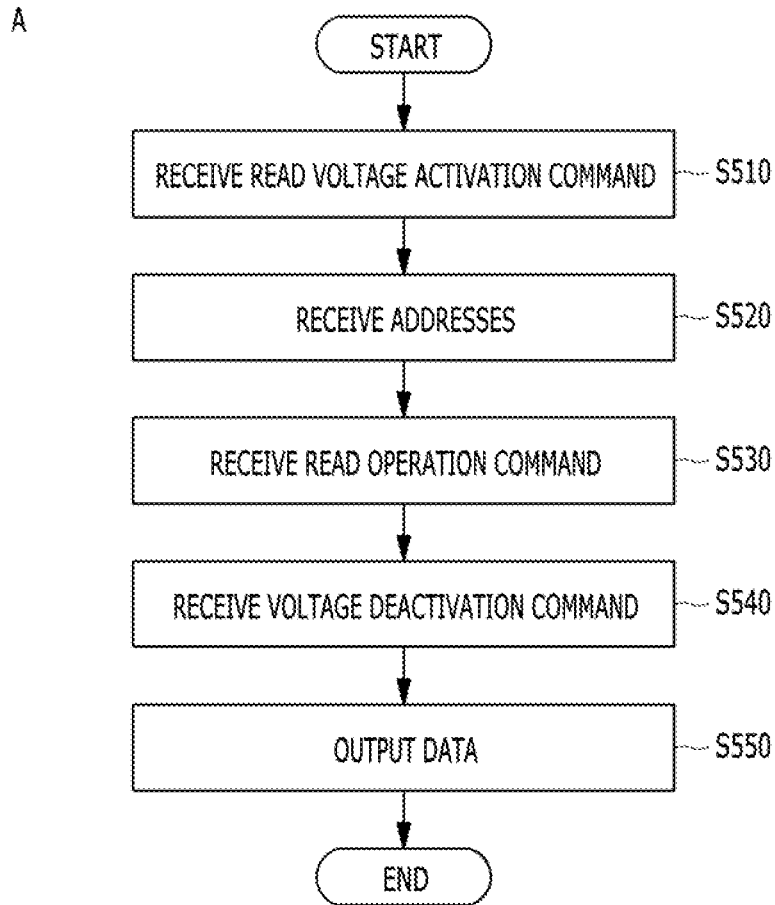 A
START
RECEIVE READ VOLTAGE ACTIVATION COMMAND
S510
RECEIVE ADDRESSES
S520
RECEIVE READ OPERATION COMMAND
S530
RECEIVE VOLTAGE DEACTIVATION COMMAND
S540
OUTPUT DATA
S550
END